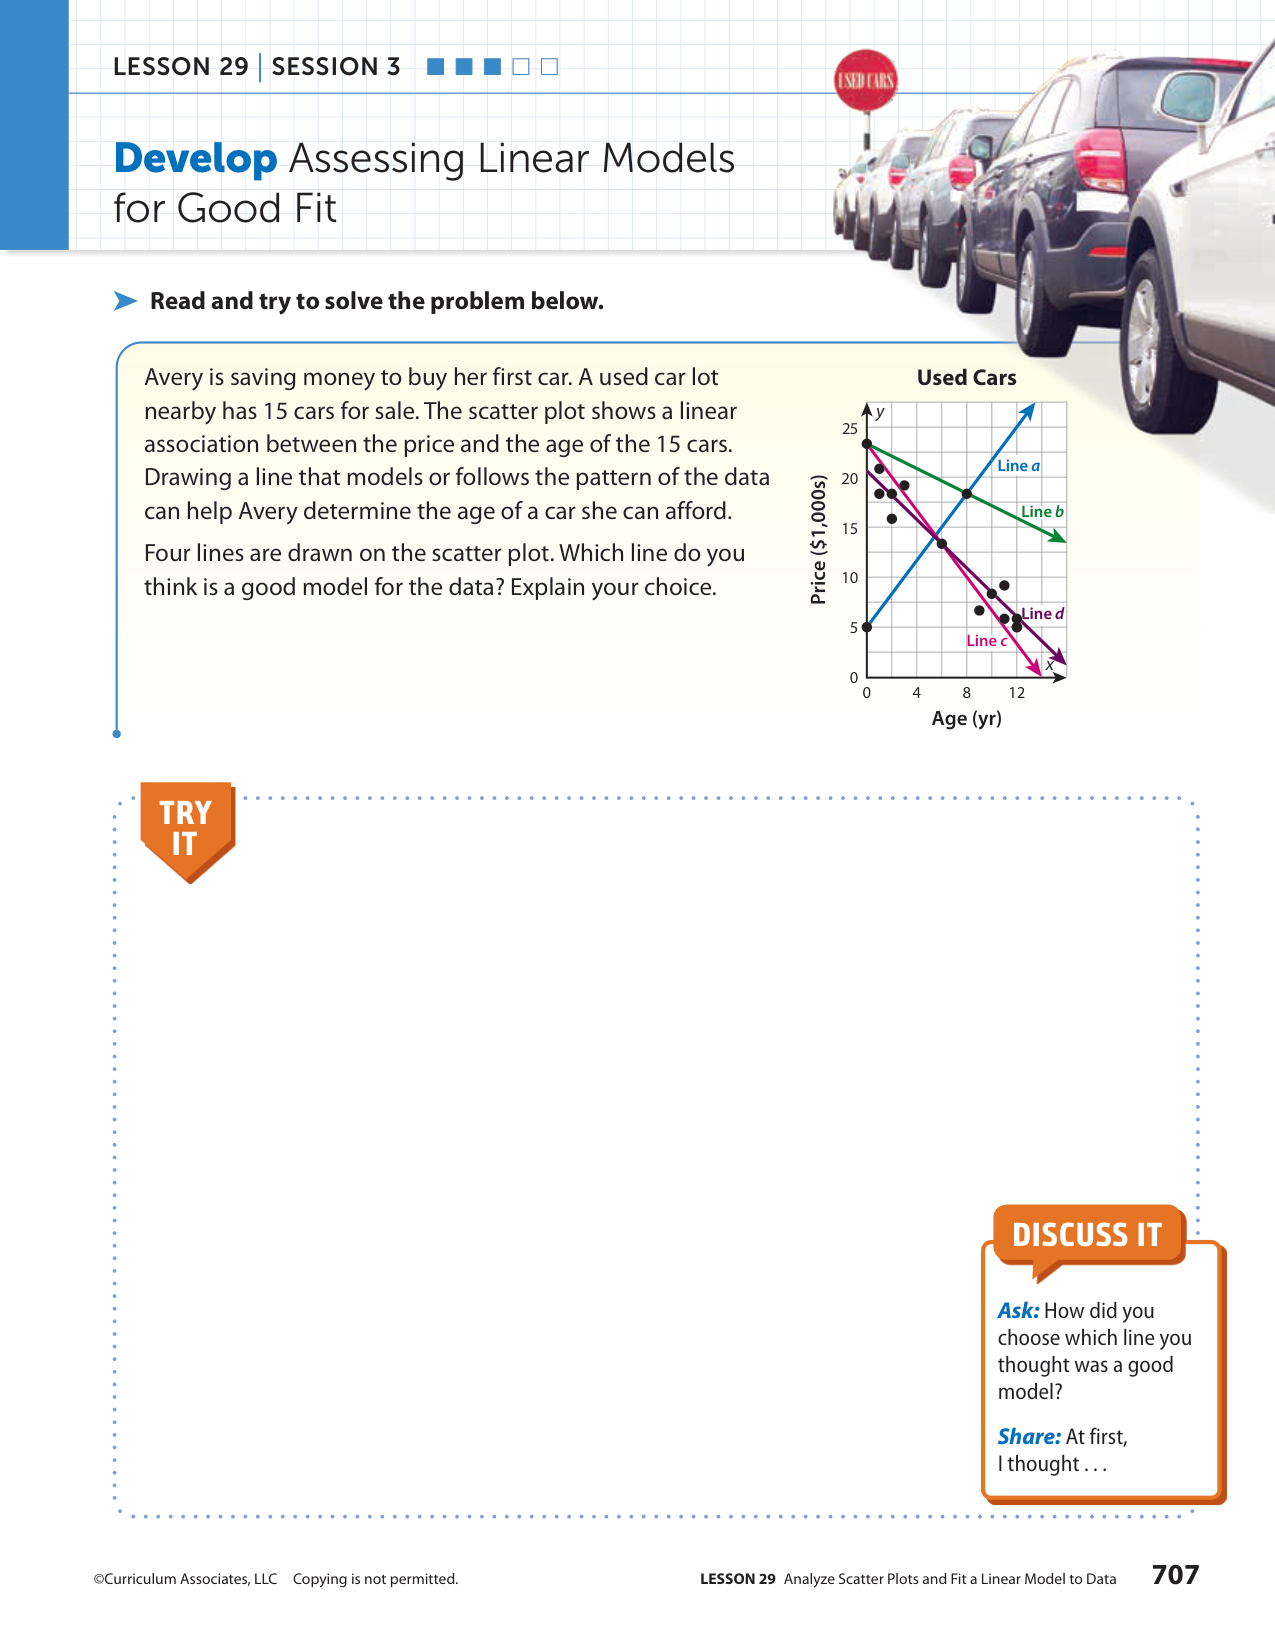 LESSON 29 | SESSION 3
USED CARS
Develop Assessing Linear Models
for Good Fit
Read and try to solve the problem below.
Avery is saving money to buy her first car. A used car lot
nearby has 15 cars for sale. The scatter plot shows a linear
association between the price and the age of the 15 cars.
Drawing a line that models or follows the pattern of the data
can help Avery determine the age of a car she can afford.
Four lines are drawn on the scatter plot. Which line do you
think is a good model for the data? Explain your choice.
Used Cars
y
25
20
15
10
5
0
Price ($1,000s)
Line a
Line b
Line d
Line c
x
0 4 8 12
Age (yr)
TRY
IT
DISCUSS IT
Ask: How did you
choose which line you
thought was a good
model?
Share: At first,
I thought . . .
©Curriculum Associates, LLC Copying is not permitted.
LESSON 29 Analyze Scatter Plots and Fit a Linear Model to Data 707